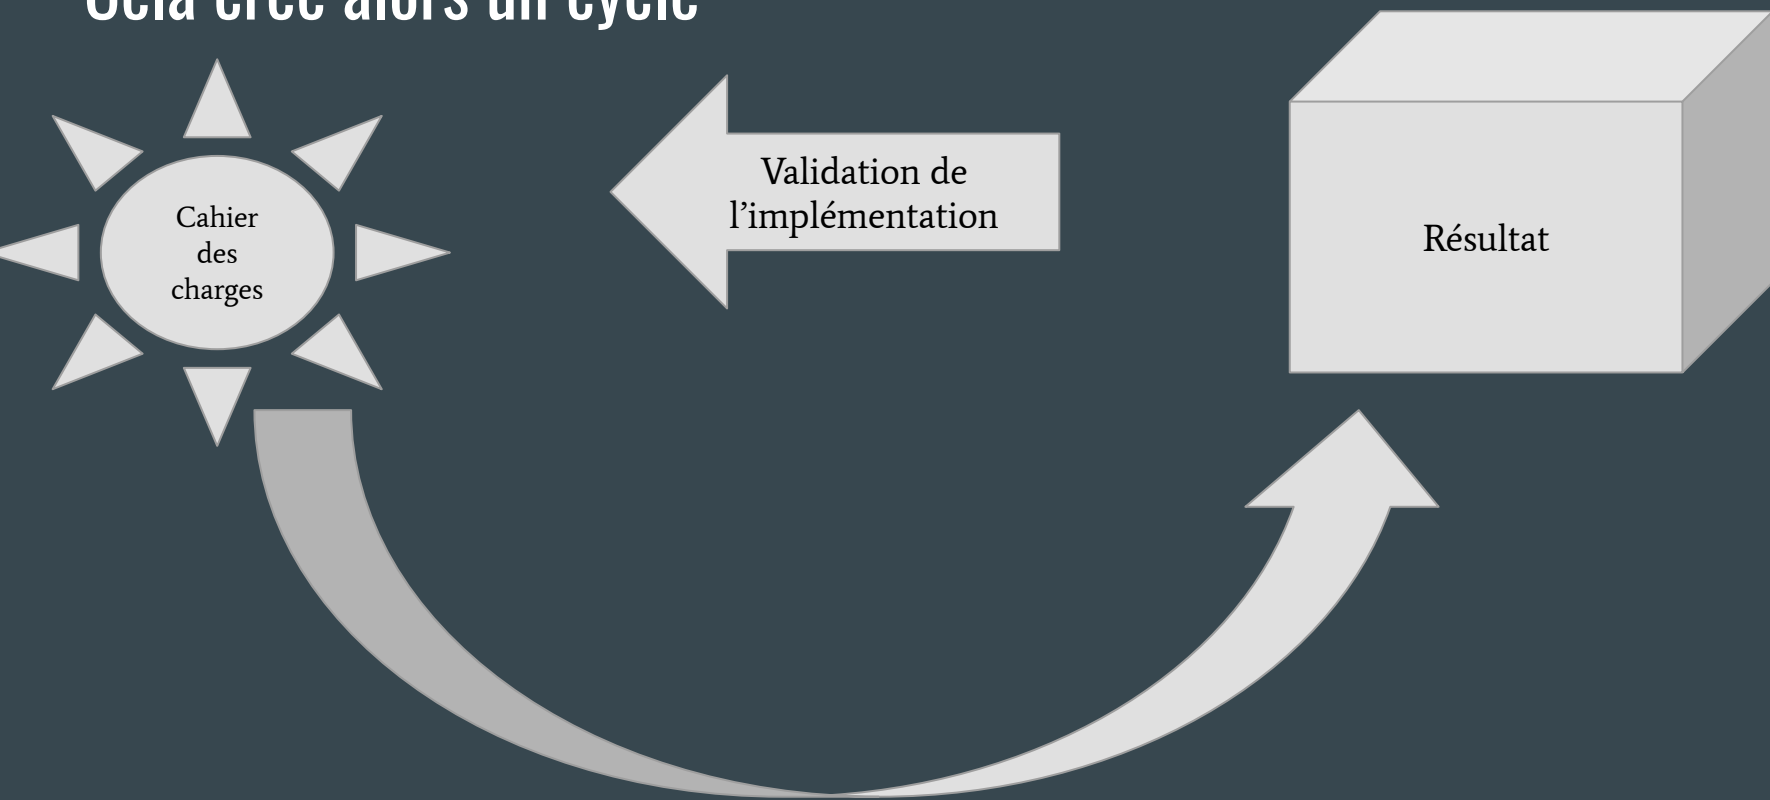 Cela crée alors un cycle
Cahier
des
charges
Validation de
l’implémentation
Résultat